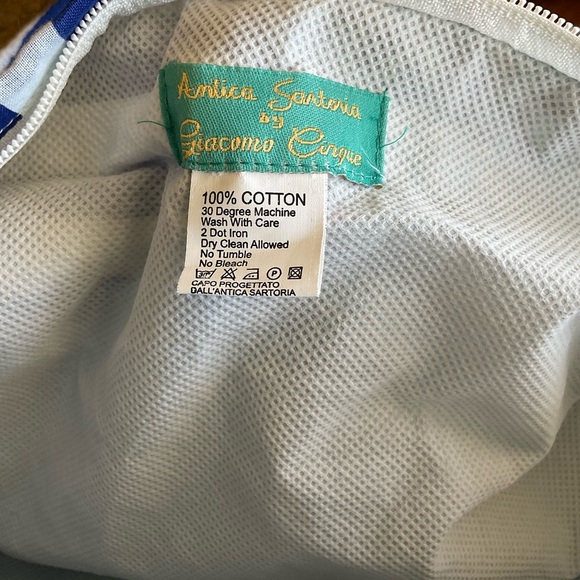 Antica Sartoria
BY
Giacomo Cinque
100% COTTON
30 Degree Machine
Wash With Care
2 Dot Iron
Dry Clean Allowed
No Tumble
No Bleach
CAPO PROGETTATO
DALL'ANTICA SARTORIA